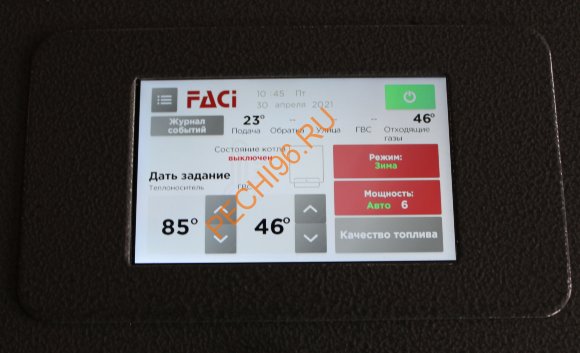 FACI
10 45 Пт
30 апреля 2021
Журнал событий
23° -- -- -- 46°
Подача Обратка Улица ГВС Отходящие газы
Состояние котла
выключен
Режим:
Зима
Дать задание
Теплоноситель ГВС
85° 46°
Мощность:
Авто 6
Качество топлива
PECHI96.RU